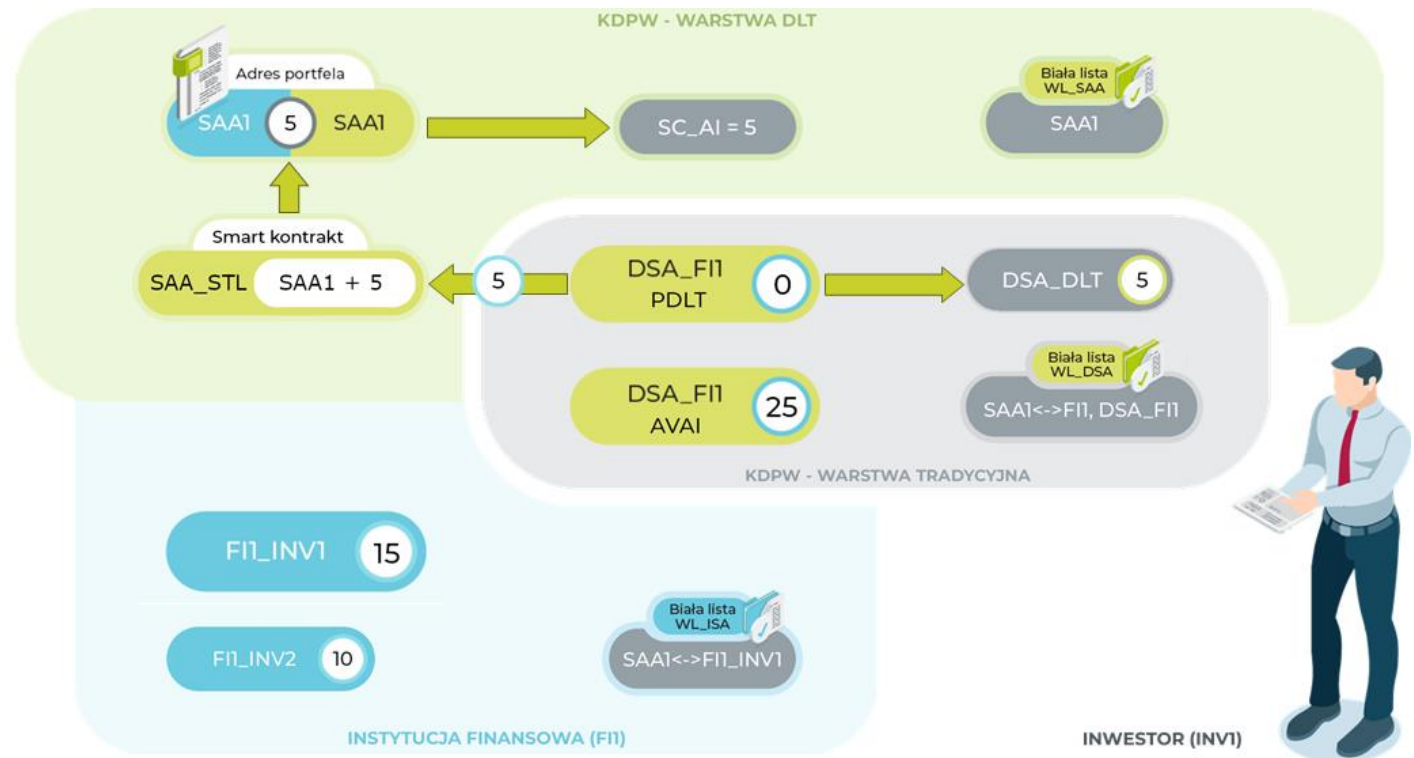 KDPW - WARSTWA DLT
Adres portfela
SAA1 5 SAA1
SC_AI = 5
Biała lista
WL_SAA
SAA1
Smart kontrakt
SAA_STL SAA1 + 5
5
DSA_FI1
PDLT
0
DSA_DLT 5
DSA_FI1
AVAI
25
Biała lista
WL_DSA
SAA1<->FI1, DSA_FI1
KDPW - WARSTWA TRADYCYJNA
FI1_INV1 15
FI1_INV2 10
Biała lista
WL_ISA
SAA1<->FI1_INV1
INSTYTUCJA FINANSOWA (FI1)
INWESTOR (INV1)